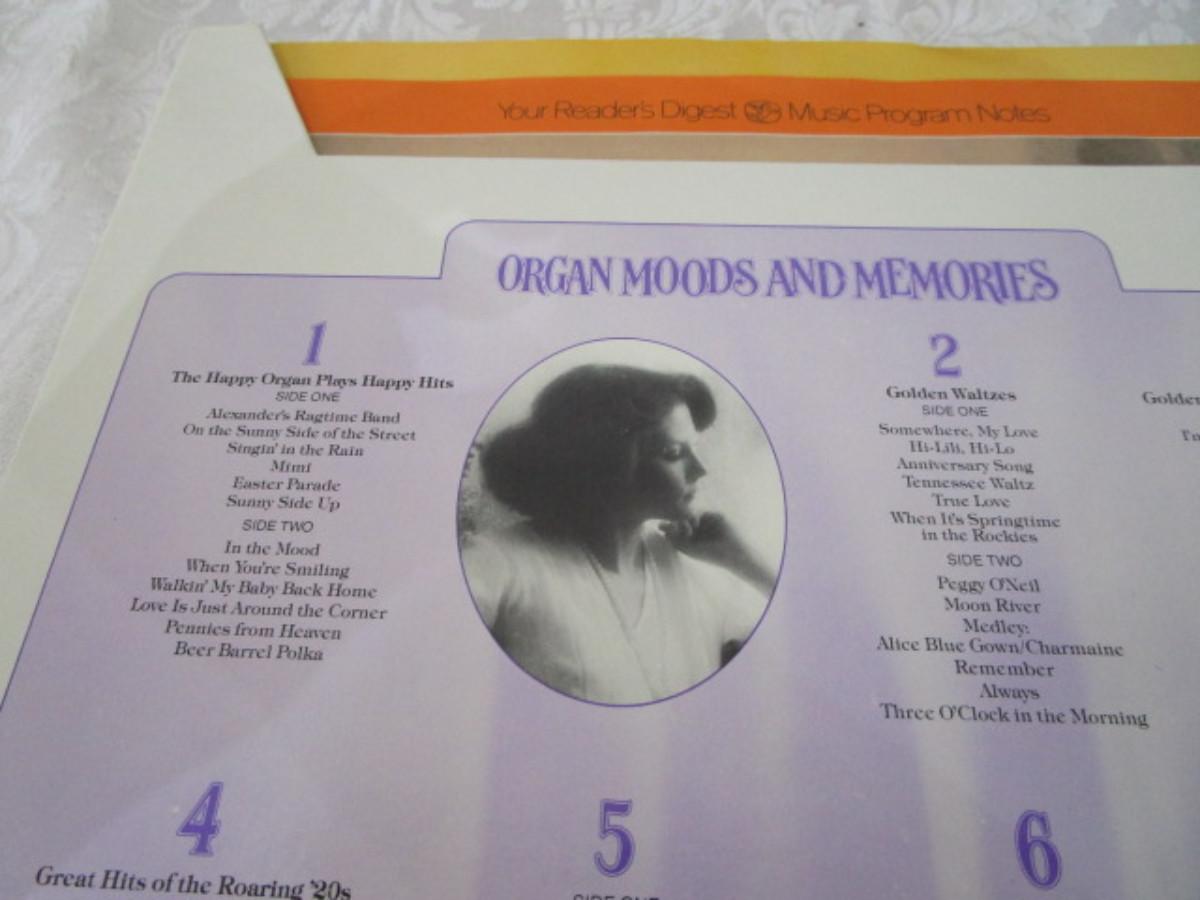 Your Reader's Digest Music Program Notes
ORGAN MOODS AND MEMORIES
1
The Happy Organ Plays Happy Hits
SIDE ONE
Alexander's Ragtime Band
On the Sunny Side of the Street
Singin' in the Rain
Mimi
Easter Parade
Sunny Side Up
SIDE TWO
In the Mood
When You're Smiling
Walkin' My Baby Back Home
Love Is Just Around the Corner
Pennies from Heaven
Beer Barrel Polka
2
Golden Waltzes
SIDE ONE
Somewhere, My Love
Hi-Lili, Hi-Lo
Anniversary Song
Tennessee Waltz
True Love
When It's Springtime
in the Rockies
SIDE TWO
Peggy O'Neil
Moon River
Medley:
Alice Blue Gown/Charmaine
Remember
Always
Three O'Clock in the Morning
4
Great Hits of the Roaring '20s
5
SIDE ONE
6